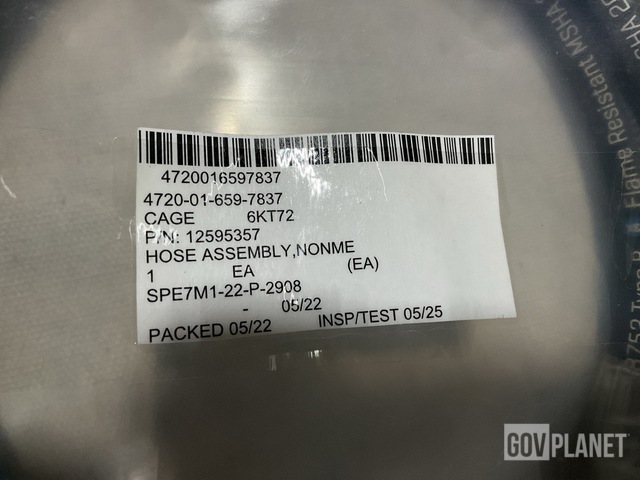 4720016597837
4720-01-659-7837
CAGE 6KT72
P/N: 12595357
HOSE ASSEMBLY,NONME
1 EA (EA)
SPE7M1-22-P-2908
- 05/22
PACKED 05/22 INSP/TEST 05/25
Flame Resistant MSHA
GOVPLANET